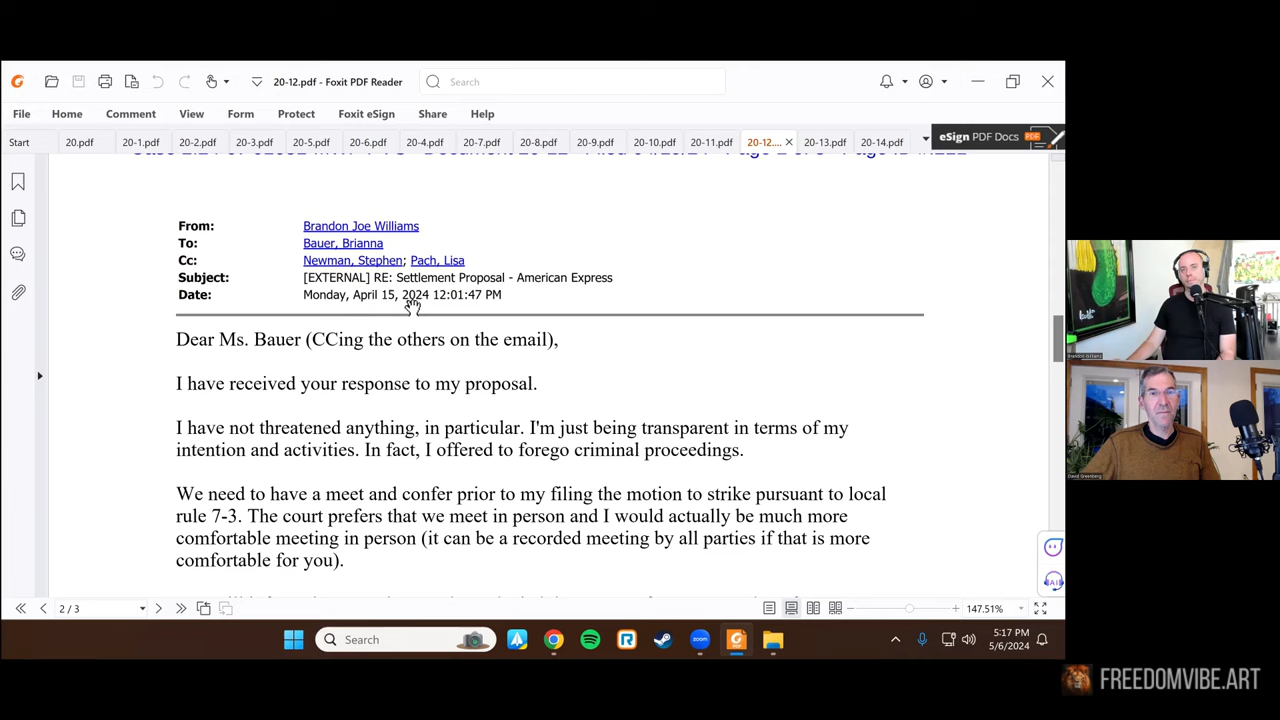 20-12.pdf - Foxit PDF Reader
Search
File Home Comment View Form Protect Foxit eSign Share Help
eSign PDF Docs PDF
Start 20.pdf 20-1.pdf 20-2.pdf 20-3.pdf 20-5.pdf 20-6.pdf 20-4.pdf 20-7.pdf 20-8.pdf 20-9.pdf 20-10.pdf 20-11.pdf 20-12.... 20-13.pdf 20-14.pdf
From: Brandon Joe Williams
To: Bauer, Brianna
Cc: Newman, Stephen; Pach, Lisa
Subject: [EXTERNAL] RE: Settlement Proposal - American Express
Date: Monday, April 15, 2024 12:01:47 PM
Dear Ms. Bauer (CCing the others on the email),
I have received your response to my proposal.
I have not threatened anything, in particular. I'm just being transparent in terms of my
intention and activities. In fact, I offered to forego criminal proceedings.
We need to have a meet and confer prior to my filing the motion to strike pursuant to local
rule 7-3. The court prefers that we meet in person and I would actually be much more
comfortable meeting in person (it can be a recorded meeting by all parties if that is more
comfortable for you).
Brandon Williams
David Greenberg
AI
2 / 3
147.51%
Search
zoom
5:17 PM
5/6/2024
FREEDOMVIBE.ART